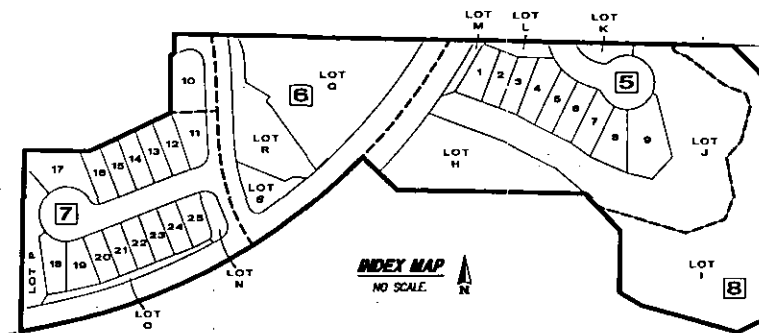 LOT M
LOT L
LOT K
10
6
LOT Q
1
2
3
4
5
6
7
8
9
5
LOT J
11
12
13
14
15
16
17
LOT R
LOT H
LOT S
7
18
19
20
21
22
23
24
25
LOT P
LOT N
LOT O
INDEX MAP
NO SCALE
N
LOT I
8